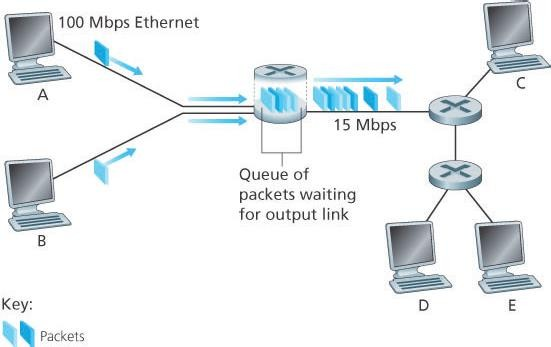 100 Mbps Ethernet
A
C
15 Mbps
Queue of
packets waiting
for output link
B
D
E
Key:
Packets